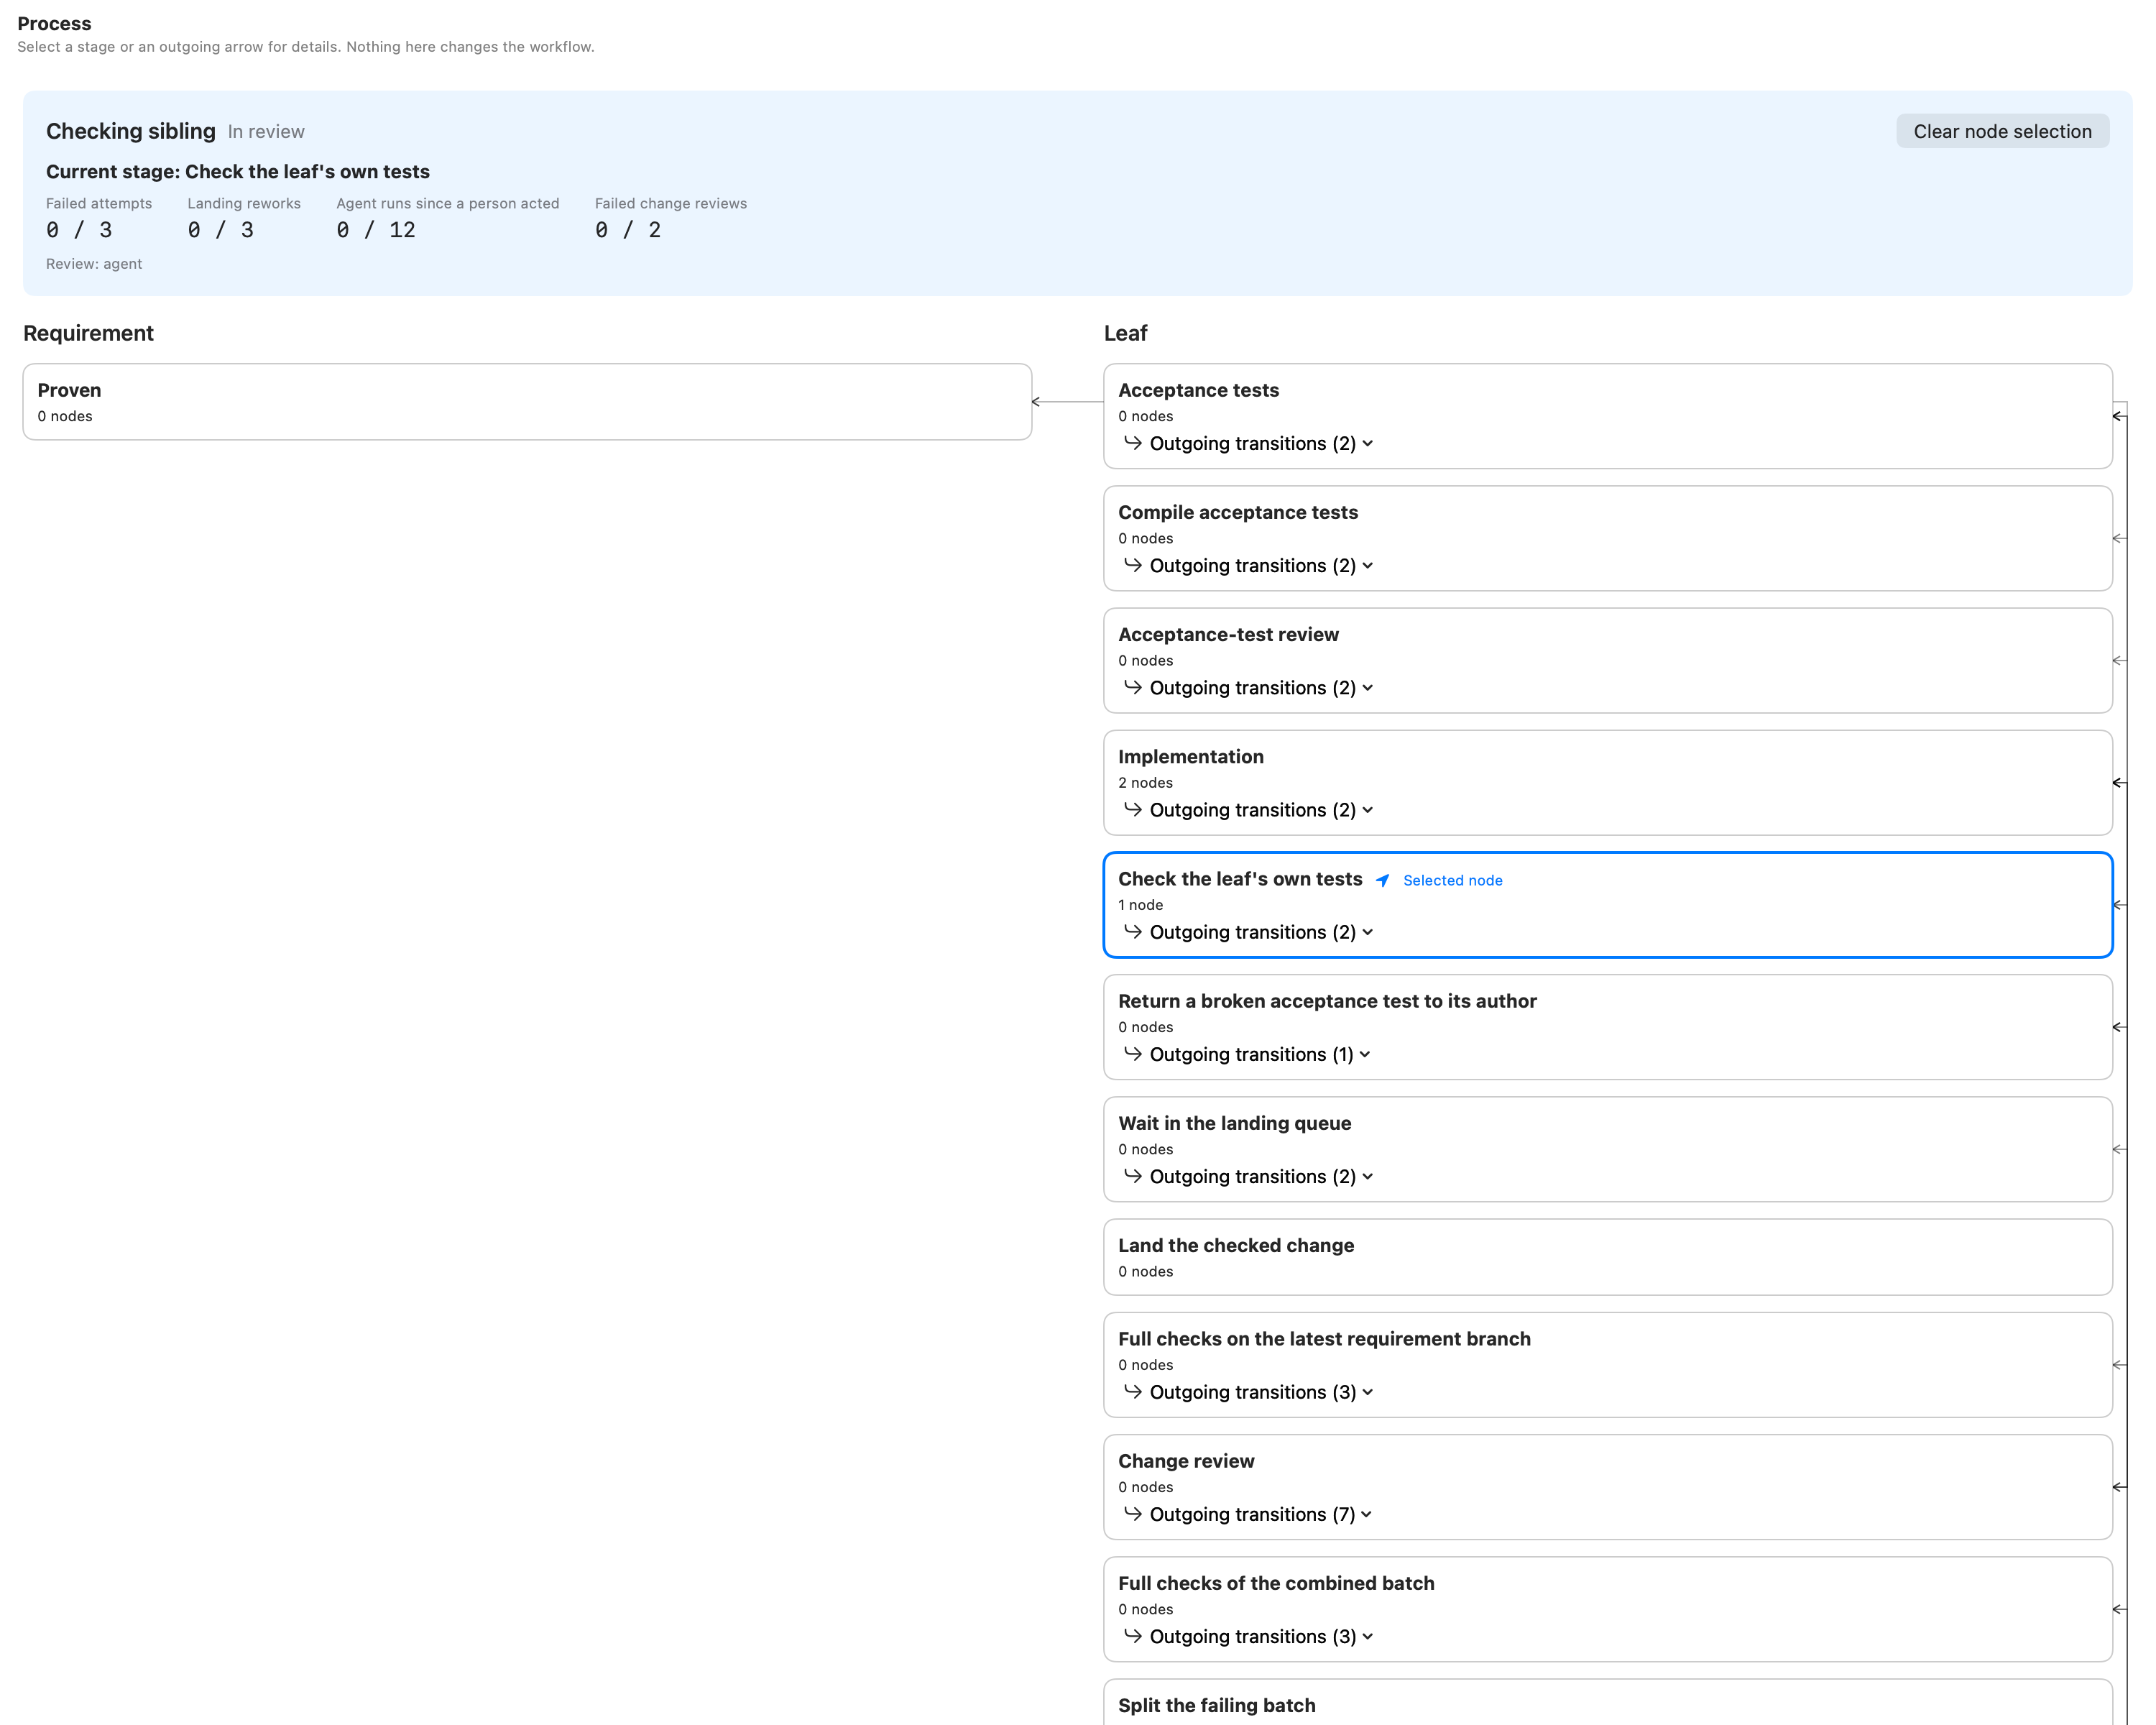 Process
Select a stage or an outgoing arrow for details. Nothing here changes the workflow.
Checking sibling In review
Clear node selection
Current stage: Check the leaf's own tests
Failed attempts Landing reworks Agent runs since a person acted Failed change reviews
0 / 3 0 / 3 0 / 12 0 / 2
Review: agent
Requirement
Proven
0 nodes
Leaf
Acceptance tests
0 nodes
Outgoing transitions (2)
Compile acceptance tests
0 nodes
Outgoing transitions (2)
Acceptance-test review
0 nodes
Outgoing transitions (2)
Implementation
2 nodes
Outgoing transitions (2)
Check the leaf's own tests Selected node
1 node
Outgoing transitions (2)
Return a broken acceptance test to its author
0 nodes
Outgoing transitions (1)
Wait in the landing queue
0 nodes
Outgoing transitions (2)
Land the checked change
0 nodes
Full checks on the latest requirement branch
0 nodes
Outgoing transitions (3)
Change review
0 nodes
Outgoing transitions (7)
Full checks of the combined batch
0 nodes
Outgoing transitions (3)
Split the failing batch